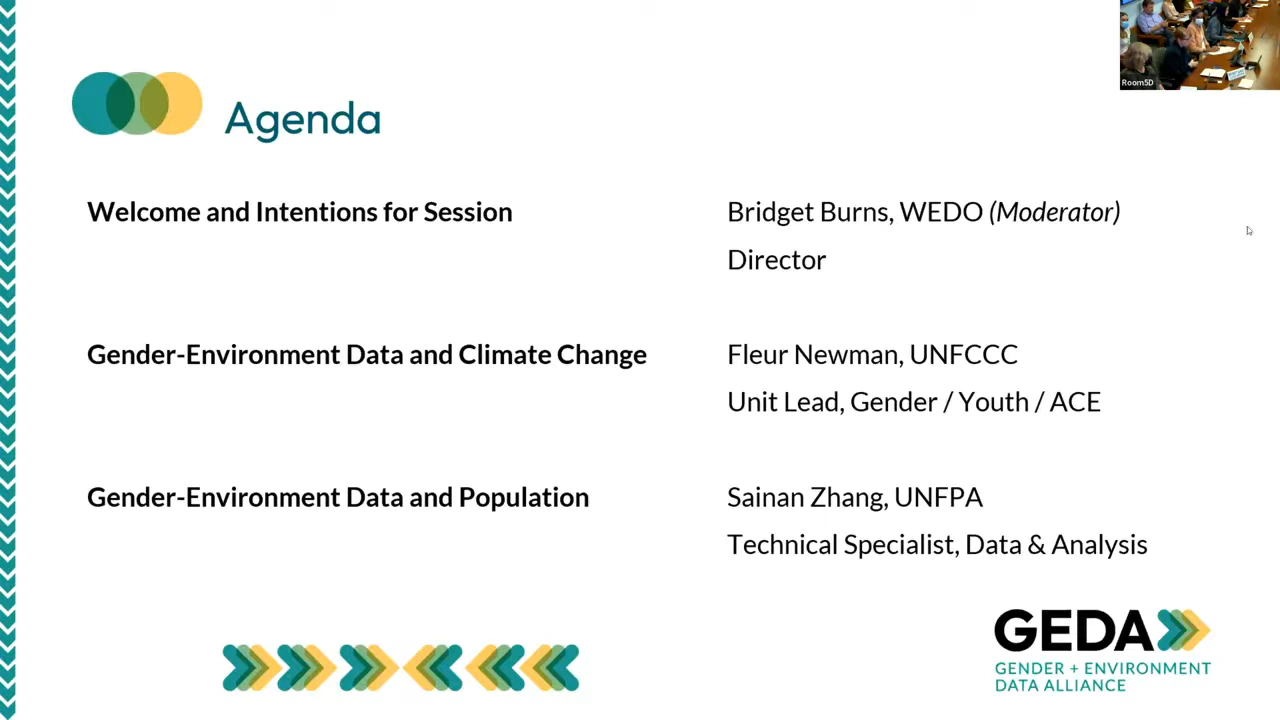 Room5D
Agenda
Welcome and Intentions for Session
Bridget Burns, WEDO (Moderator)
Director
Gender-Environment Data and Climate Change
Fleur Newman, UNFCCC
Unit Lead, Gender / Youth / ACE
Gender-Environment Data and Population
Sainan Zhang, UNFPA
Technical Specialist, Data & Analysis
GEDA
GENDER + ENVIRONMENT
DATA ALLIANCE